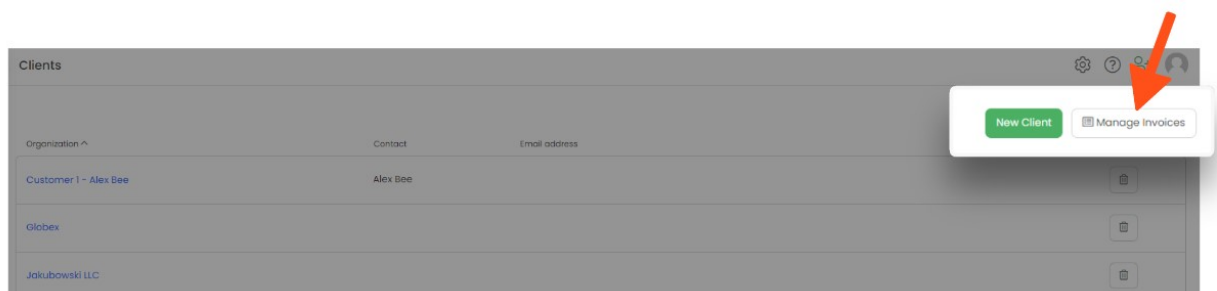 Clients
New Client Manage Invoices
Organization Contact Email address
Customer 1 - Alex Bee Alex Bee
Globex
Jakubowski LLC